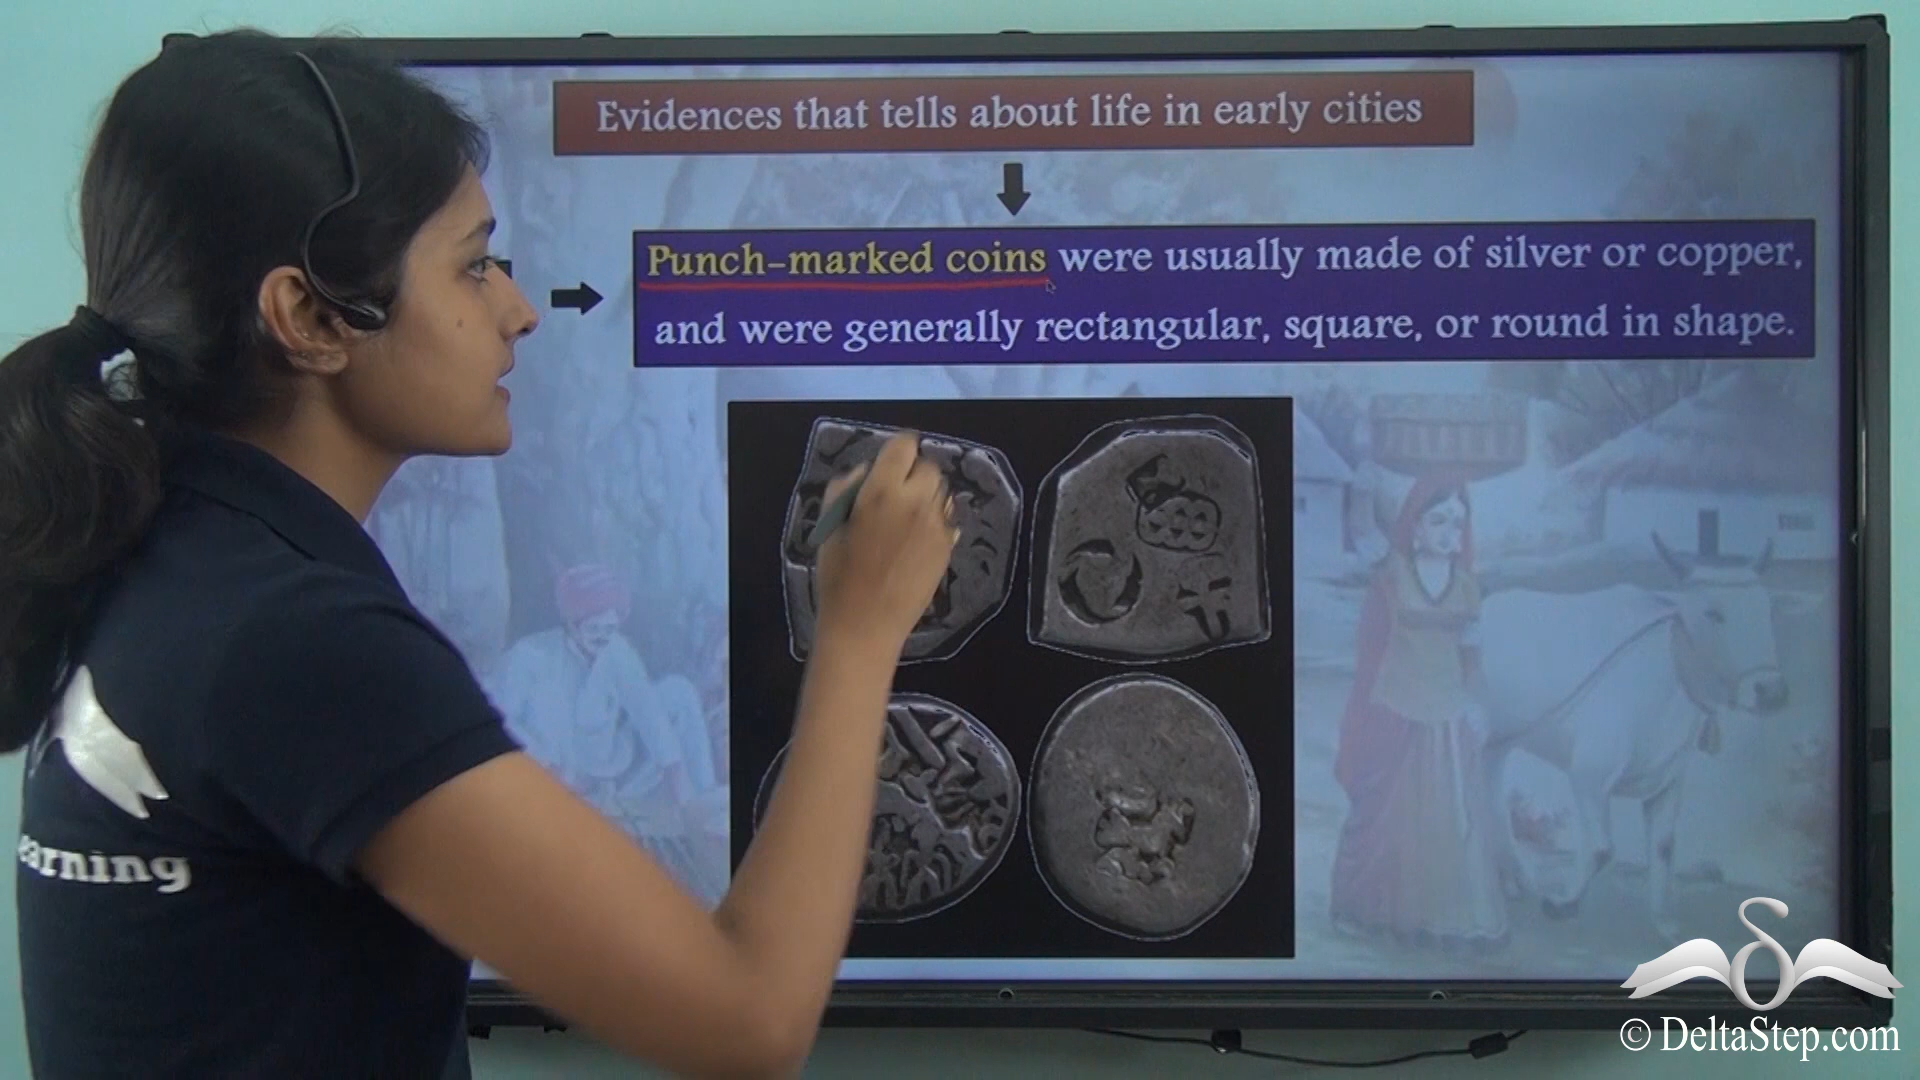 Evidences that tells about life in early cities
Punch-marked coins were usually made of silver or copper,
and were generally rectangular, square, or round in shape.
earning
© DeltaStep.com